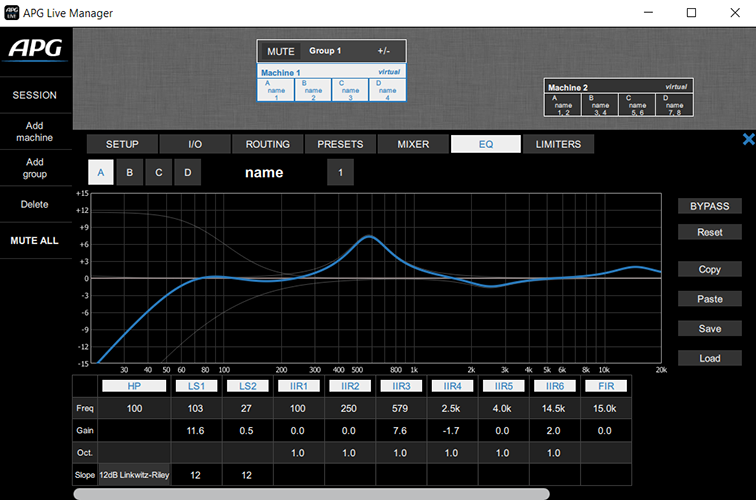 APG Live Manager
APG
SESSION
Add
machine
Add
group
Delete
MUTE ALL
MUTE Group 1 +/-
Machine 1 virtual
A B C D
name name name name
1 2 3 4
Machine 2 virtual
A B C D
name name name name
1, 2 3, 4 5, 6 7, 8
SETUP I/O ROUTING PRESETS MIXER EQ LIMITERS
A B C D name 1
+15
+12
+9
+6
+3
0
-3
-6
-9
-12
-15
30 40 50 60 80 100 200 300 400 500 800 1k 2k 3k 4k 5k 8k 10k 20k
BYPASS
Reset
Copy
Paste
Save
Load
HP LS1 LS2 IIR1 IIR2 IIR3 IIR4 IIR5 IIR6 FIR
Freq 100 103 27 100 250 579 2.5k 4.0k 14.5k 15.0k
Gain 11.6 0.5 0.0 0.0 7.6 -1.7 0.0 2.0 0.0
Oct. 1.0 1.0 1.0 1.0 1.0 1.0
Slope 12dB Linkwitz-Riley 12 12